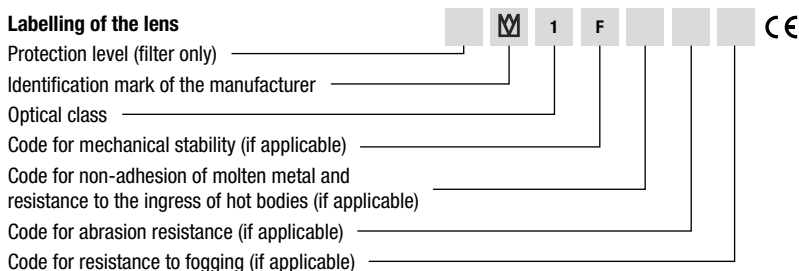 Labelling of the lens
1 F CE
Protection level (filter only)
Identification mark of the manufacturer
Optical class
Code for mechanical stability (if applicable)
Code for non-adhesion of molten metal and
resistance to the ingress of hot bodies (if applicable)
Code for abrasion resistance (if applicable)
Code for resistance to fogging (if applicable)